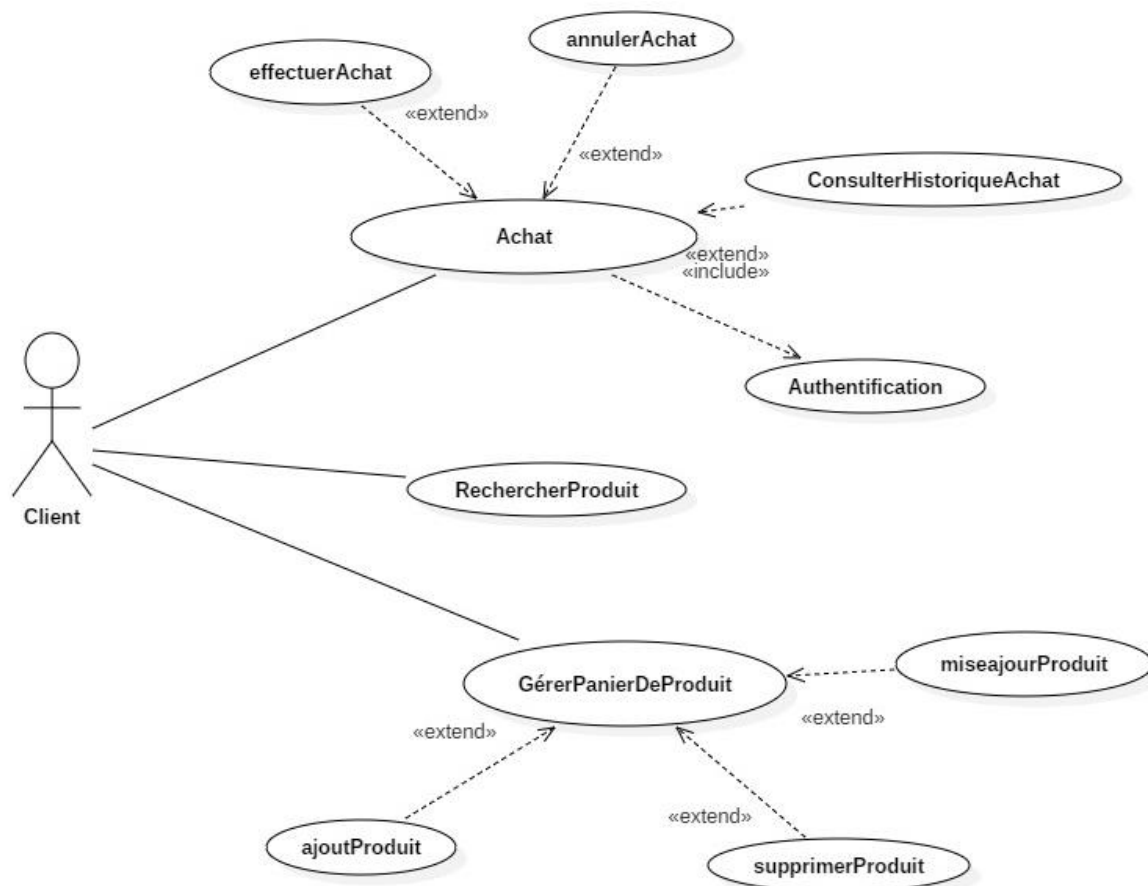 annulerAchat
effectuerAchat
«extend»
«extend»
ConsulterHistoriqueAchat
Achat
«extend»
«include»
Authentification
RechercherProduit
Client
miseajourProduit
GérerPanierDeProduit
«extend»
«extend»
«extend»
ajoutProduit
supprimerProduit